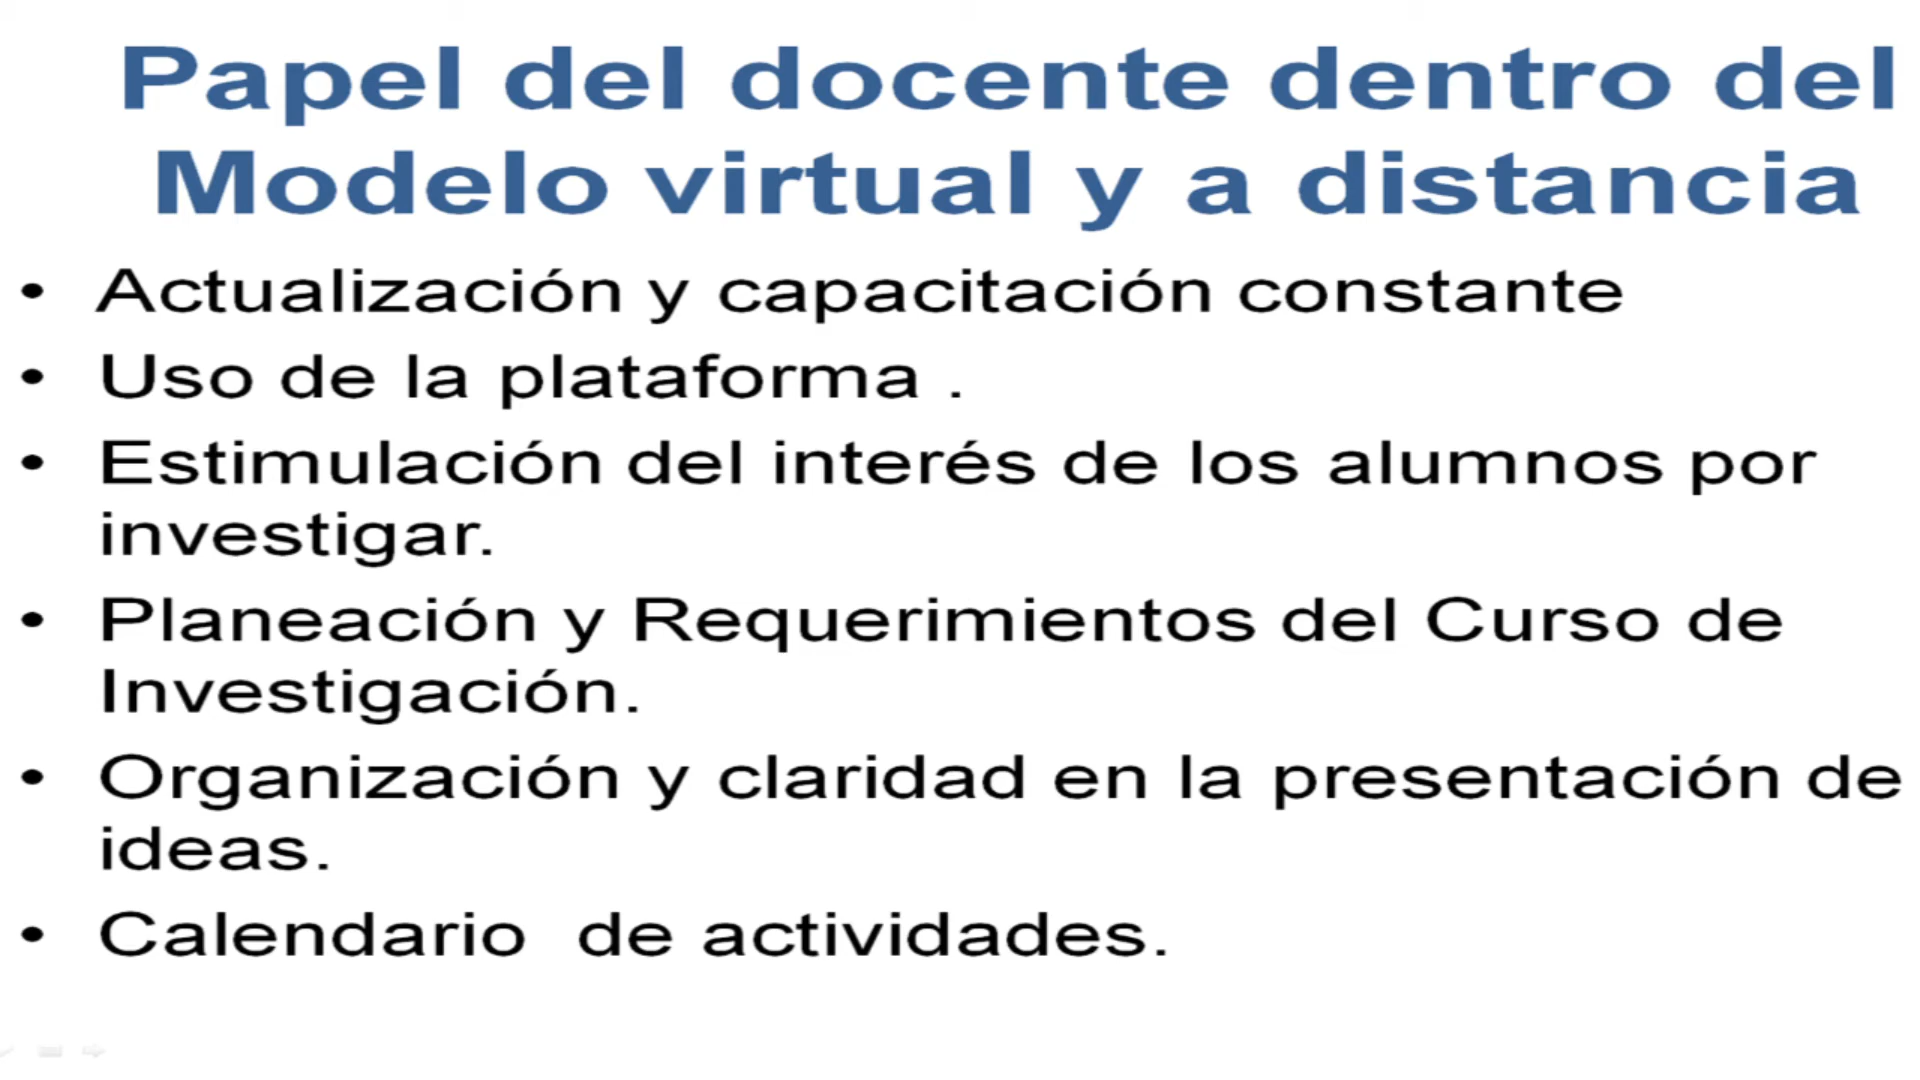 Papel del docente dentro del
Modelo virtual y a distancia
• Actualización y capacitación constante
• Uso de la plataforma .
• Estimulación del interés de los alumnos por
investigar.
• Planeación y Requerimientos del Curso de
Investigación.
• Organización y claridad en la presentación de
ideas.
• Calendario  de actividades.